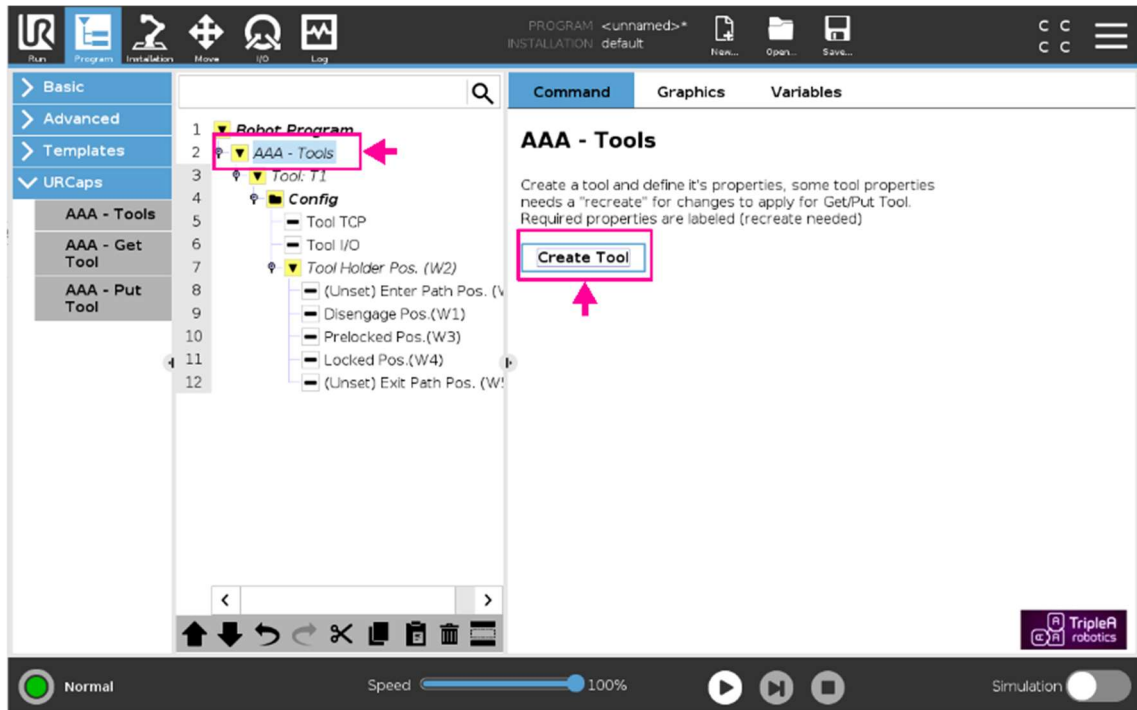 UR
PROGRAM <unnamed>*
INSTALLATION default
Run
Program
Installation
Move
I/O
Log
New...
Open...
Save...
C C
C C
Basic
Advanced
Templates
URCaps
AAA - Tools
AAA - Get
Tool
AAA - Put
Tool
1 Robot Program
2 AAA - Tools
3 Tool: T1
4 Config
5 Tool TCP
6 Tool I/O
7 Tool Holder Pos. (W2)
8 (Unset) Enter Path Pos. (W
9 Disengage Pos.(W1)
10 Prelocked Pos.(W3)
11 Locked Pos.(W4)
12 (Unset) Exit Path Pos. (W5
Command
Graphics
Variables
AAA - Tools
Create a tool and define it's properties, some tool properties
needs a "recreate" for changes to apply for Get/Put Tool.
Required properties are labeled (recreate needed)
Create Tool
TripleA
robotics
Normal
Speed
100%
Simulation